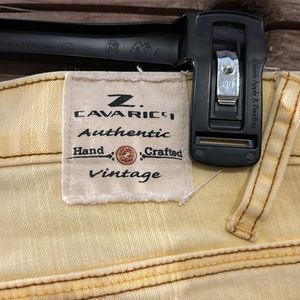 Z.
CAVARICCI
Authentic
Hand Crafted
Vintage